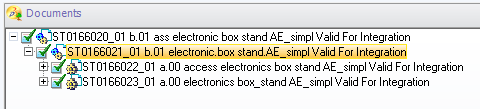 Documents
ST0166020_01 b.01 ass electronic box stand AE_simpl Valid For Integration
ST0166021_01 b.01 electronic.box stand.AE_simpl Valid For Integration
ST0166022_01 a.00 access electronics box stand AE_simpl Valid For Integration
ST0166023_01 a.00 electronics box_stand AE_simpl Valid For Integration